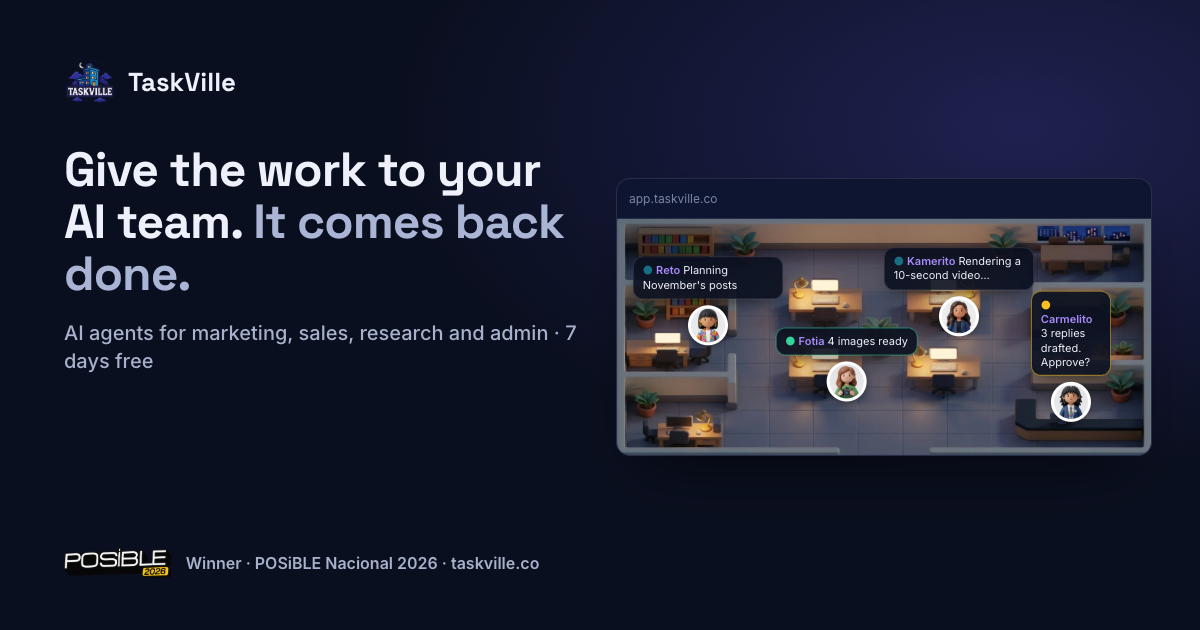 TASKVILLE
TaskVille
Give the work to your
AI team. It comes back
done.
AI agents for marketing, sales, research and admin · 7
days free
app.taskville.co
Reto Planning
November's posts
Kamerito Rendering a
10-second video...
Carmelito
3 replies
drafted.
Approve?
Fotia 4 images ready
POSiBLE
2026
Winner · POSiBLE Nacional 2026 · taskville.co